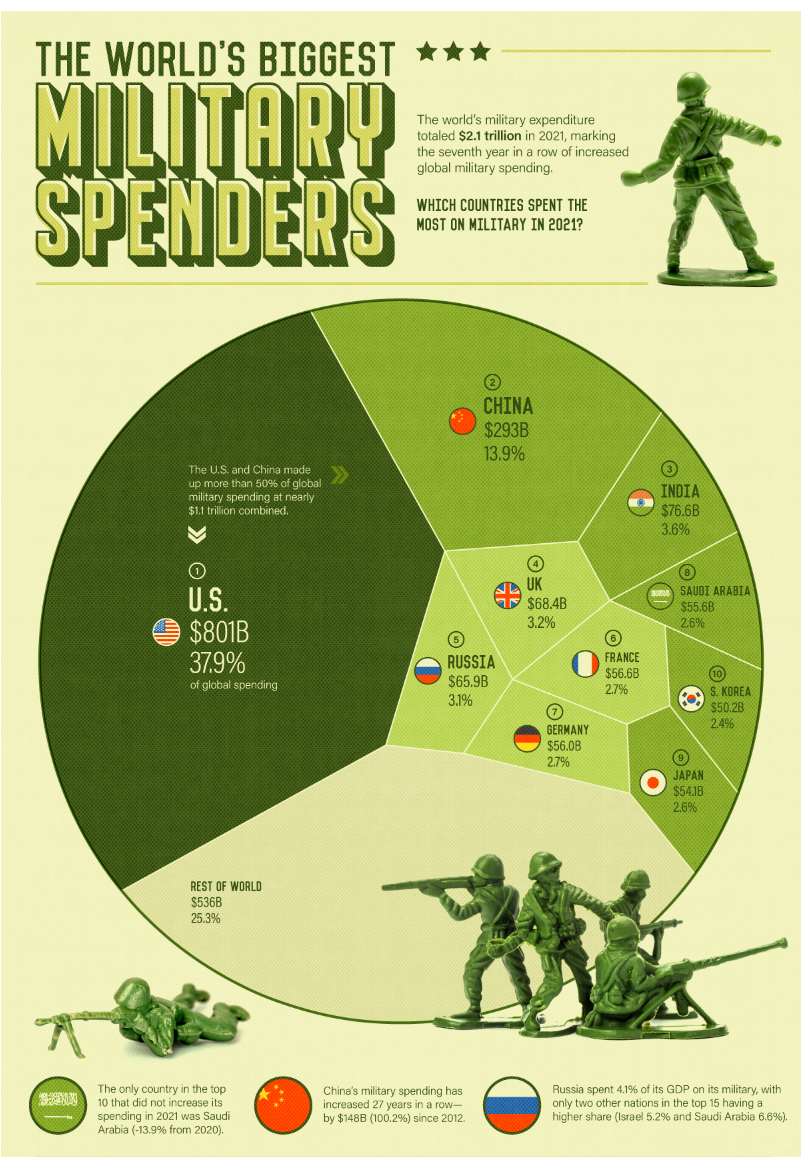 THE WORLD'S BIGGEST
MILITARY
SPENDERS
The world's military expenditure
totaled $2.1 trillion in 2021, marking
the seventh year in a row of increased
global military spending.
WHICH COUNTRIES SPENT THE
MOST ON MILITARY IN 2021?
The U.S. and China made
up more than 50% of global
military spending at nearly
$1.1 trillion combined.
1
U.S.
$801B
37.9%
of global spending
2
CHINA
$293B
13.9%
3
INDIA
$76.6B
3.6%
4
UK
$68.4B
3.2%
5
RUSSIA
$65.9B
3.1%
6
FRANCE
$56.6B
2.7%
7
GERMANY
$56.0B
2.7%
8
SAUDI ARABIA
$55.6B
2.6%
9
JAPAN
$54.1B
2.6%
10
S. KOREA
$50.2B
2.4%
REST OF WORLD
$536B
25.3%
The only country in the top
10 that did not increase its
spending in 2021 was Saudi
Arabia (-13.9% from 2020).
China's military spending has
increased 27 years in a row—
by $148B (100.2%) since 2012.
Russia spent 4.1% of its GDP on its military, with
only two other nations in the top 15 having a
higher share (Israel 5.2% and Saudi Arabia 6.6%).